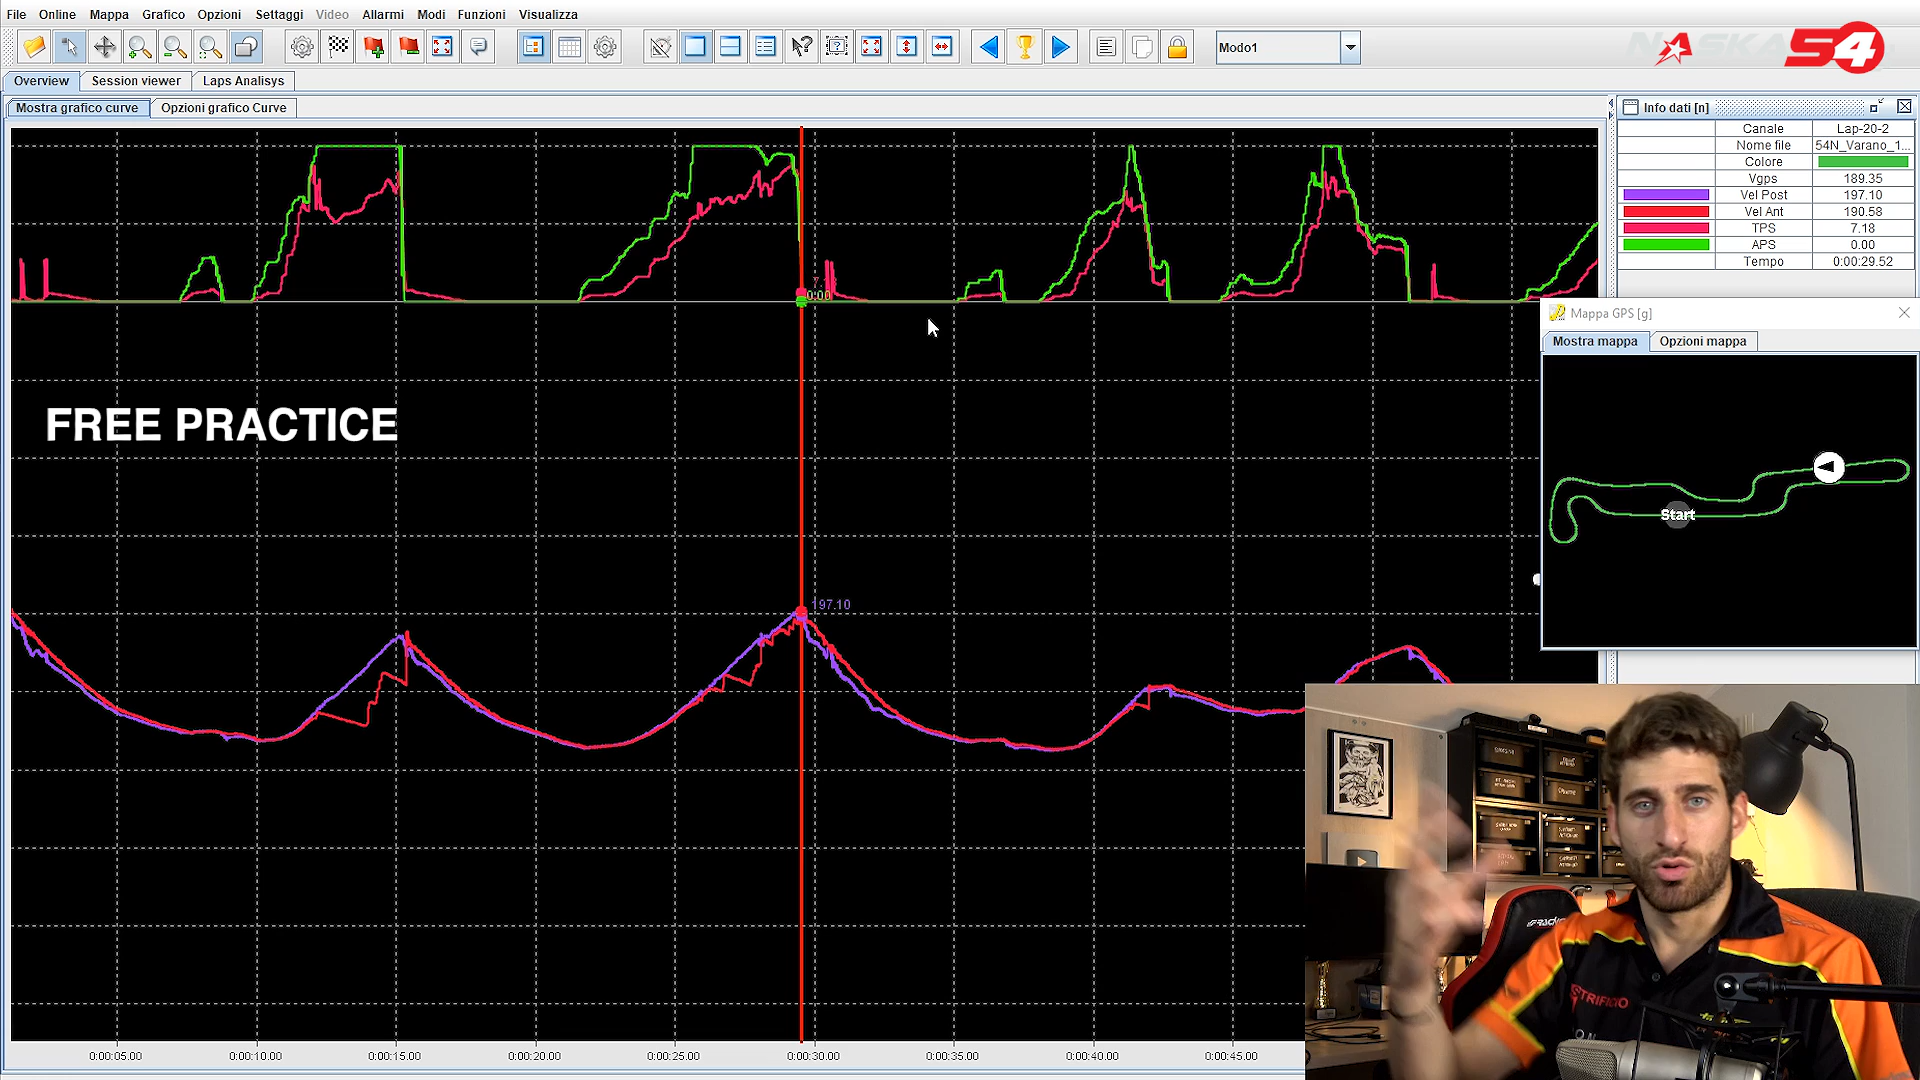 File Online Mappa Grafico Opzioni Settaggi Video Allarmi Modi Funzioni Visualizza
Modo1
NASKA 54
Overview Session viewer Laps Analisys
Mostra grafico curve Opzioni grafico Curve
Info dati [n]
Canale Lap-20-2
Nome file 54N_Varano_1...
Colore
Vgps 189.35
Vel Post 197.10
Vel Ant 190.58
TPS 7.18
APS 0.00
Tempo 0:00:29.52
0.00
Mappa GPS [g]
Mostra mappa Opzioni mappa
Start
FREE PRACTICE
197.10
0:00:05.00 0:00:10.00 0:00:15.00 0:00:20.00 0:00:25.00 0:00:30.00 0:00:35.00 0:00:40.00 0:00:45.00